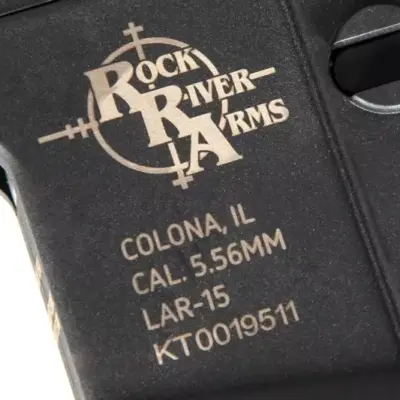 ROCK
RIVER
ARMS
COLONA, IL
CAL. 5.56MM
LAR-15
KT0019511